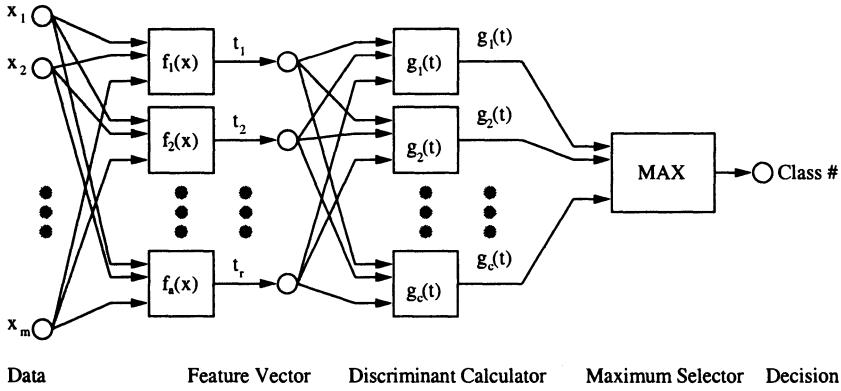 x1
x2
xm
f1(x)
f2(x)
fa(x)
t1
t2
tr
g1(t)
g2(t)
gc(t)
g1(t)
g2(t)
gc(t)
MAX
Class #
Data
Feature Vector
Discriminant Calculator
Maximum Selector
Decision